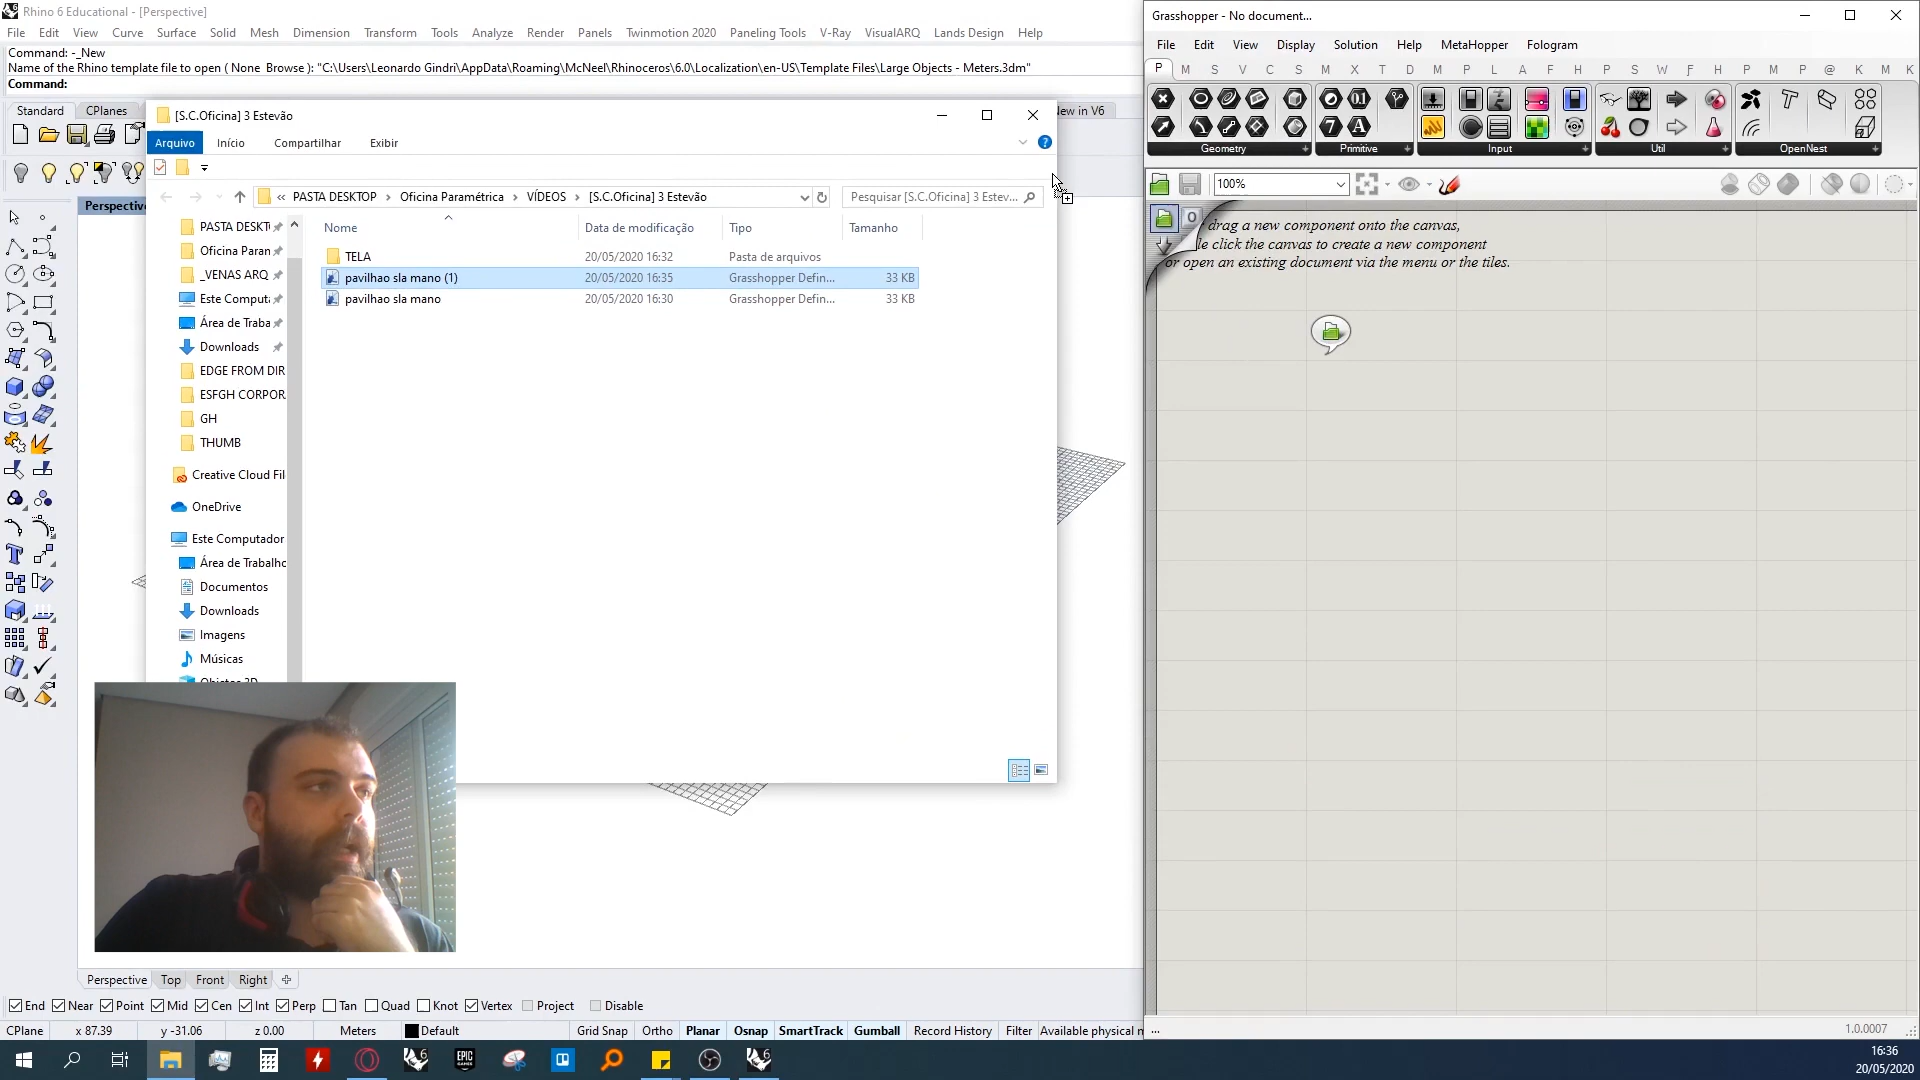 Rhino 6 Educational - [Perspective]
File Edit View Curve Surface Solid Mesh Dimension Transform Tools Analyze Render Panels Twinmotion 2020 Paneling Tools V-Ray VisualARQ Lands Design Help
Command: -_New
Name of the Rhino template file to open ( None Browse ): "C:\Users\Leonardo Gindri\AppData\Roaming\McNeel\Rhinoceros\6.0\Localization\en-US\Template Files\Large Objects - Meters.3dm"
Command:
Standard CPlanes New in V6
[S.C.Oficina] 3 Estevão
Arquivo Início Compartilhar Exibir
« PASTA DESKTOP › Oficina Paramétrica › VÍDEOS › [S.C.Oficina] 3 Estevão
Pesquisar [S.C.Oficina] 3 Estev...
Perspectiv
Nome Data de modificação Tipo Tamanho
TELA 20/05/2020 16:32 Pasta de arquivos
pavilhao sla mano (1) 20/05/2020 16:35 Grasshopper Defin... 33 KB
pavilhao sla mano 20/05/2020 16:30 Grasshopper Defin... 33 KB
PASTA DESKT
Oficina Paran
_VENAS ARQ
Este Computa
Área de Traba
Downloads
EDGE FROM DIR
ESFGH CORPOR
GH
THUMB
Creative Cloud Fil
OneDrive
Este Computador
Área de Trabalho
Documentos
Downloads
Imagens
Músicas
Objetos 3D
Grasshopper - No document...
File Edit View Display Solution Help MetaHopper Fologram
P M S V C S M X T D M P L A F H P S W F H P M P @ K M K
Geometry Primitive Input Util OpenNest
100%
drag a new component onto the canvas,
le click the canvas to create a new component
or open an existing document via the menu or the tiles.
Perspective Top Front Right
End Near Point Mid Cen Int Perp Tan Quad Knot Vertex Project Disable
CPlane x 87.39 y -31.06 z 0.00 Meters Default Grid Snap Ortho Planar Osnap SmartTrack Gumball Record History Filter Available physical m
... 1.0.0007
16:36
20/05/2020